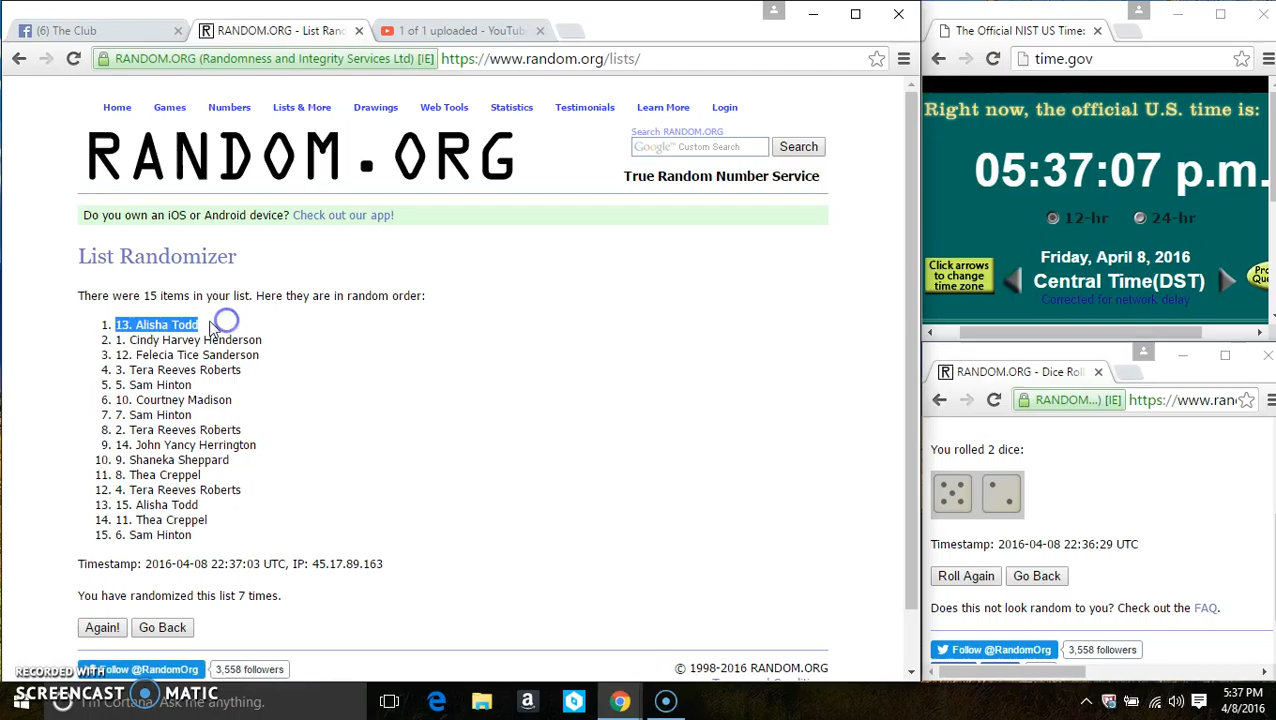 (6) The Club
RANDOM.ORG - List Ran
1 of 1 uploaded - YouTub
RANDOM.ORG (Randomness and Integrity Services Ltd) [IE]
https://www.random.org/lists/
Home Games Numbers Lists & More Drawings Web Tools Statistics Testimonials Learn More Login
RANDOM.ORG
Search RANDOM.ORG
Google™ Custom Search
Search
True Random Number Service
Do you own an iOS or Android device? Check out our app!
List Randomizer
There were 15 items in your list. Here they are in random order:
1. 13. Alisha Todd
2. 1. Cindy Harvey Henderson
3. 12. Felecia Tice Sanderson
4. 3. Tera Reeves Roberts
5. 5. Sam Hinton
6. 10. Courtney Madison
7. 7. Sam Hinton
8. 2. Tera Reeves Roberts
9. 14. John Yancy Herrington
10. 9. Shaneka Sheppard
11. 8. Thea Creppel
12. 4. Tera Reeves Roberts
13. 15. Alisha Todd
14. 11. Thea Creppel
15. 6. Sam Hinton
Timestamp: 2016-04-08 22:37:03 UTC, IP: 45.17.89.163
You have randomized this list 7 times.
Again! Go Back
Follow @RandomOrg 3,558 followers
© 1998-2016 RANDOM.ORG
The Official NIST US Time:
time.gov
Right now, the official U.S. time is:
05:37:07 p.m.
12-hr 24-hr
Friday, April 8, 2016
Click arrows
to change
time zone
Central Time(DST)
Corrected for network delay
RANDOM.ORG - Dice Roll
RANDOM...) [IE] https://www.ran
You rolled 2 dice:
Timestamp: 2016-04-08 22:36:29 UTC
Roll Again Go Back
Does this not look random to you? Check out the FAQ.
Follow @RandomOrg 3,558 followers
RECORDED WITH
SCREENCAST MATIC
I'm Cortana. Ask me anything.
5:37 PM
4/8/2016